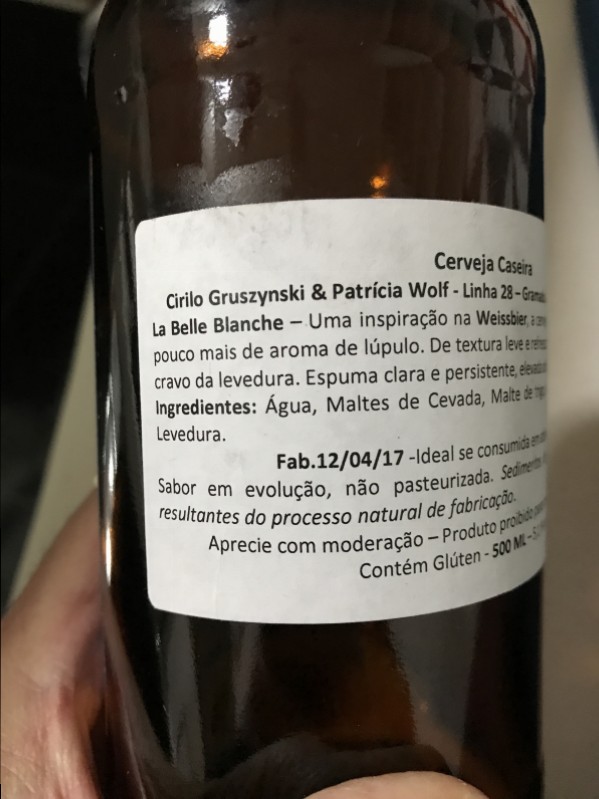 Cerveja Caseira
Cirilo Gruszynski & Patrícia Wolf - Linha 28 –
La Belle Blanche – Uma inspiração na Weissbier, a
pouco mais de aroma de lúpulo. De textura leve e
cravo da levedura. Espuma clara e persistente,
Ingredientes: Água, Maltes de Cevada, Malte de
Levedura.
Fab.12/04/17 -Ideal se consumida em
Sabor em evolução, não pasteurizada. Sedimentos
resultantes do processo natural de fabricação.
Aprecie com moderação – Produto proibido
Contém Glúten - 500 ML –